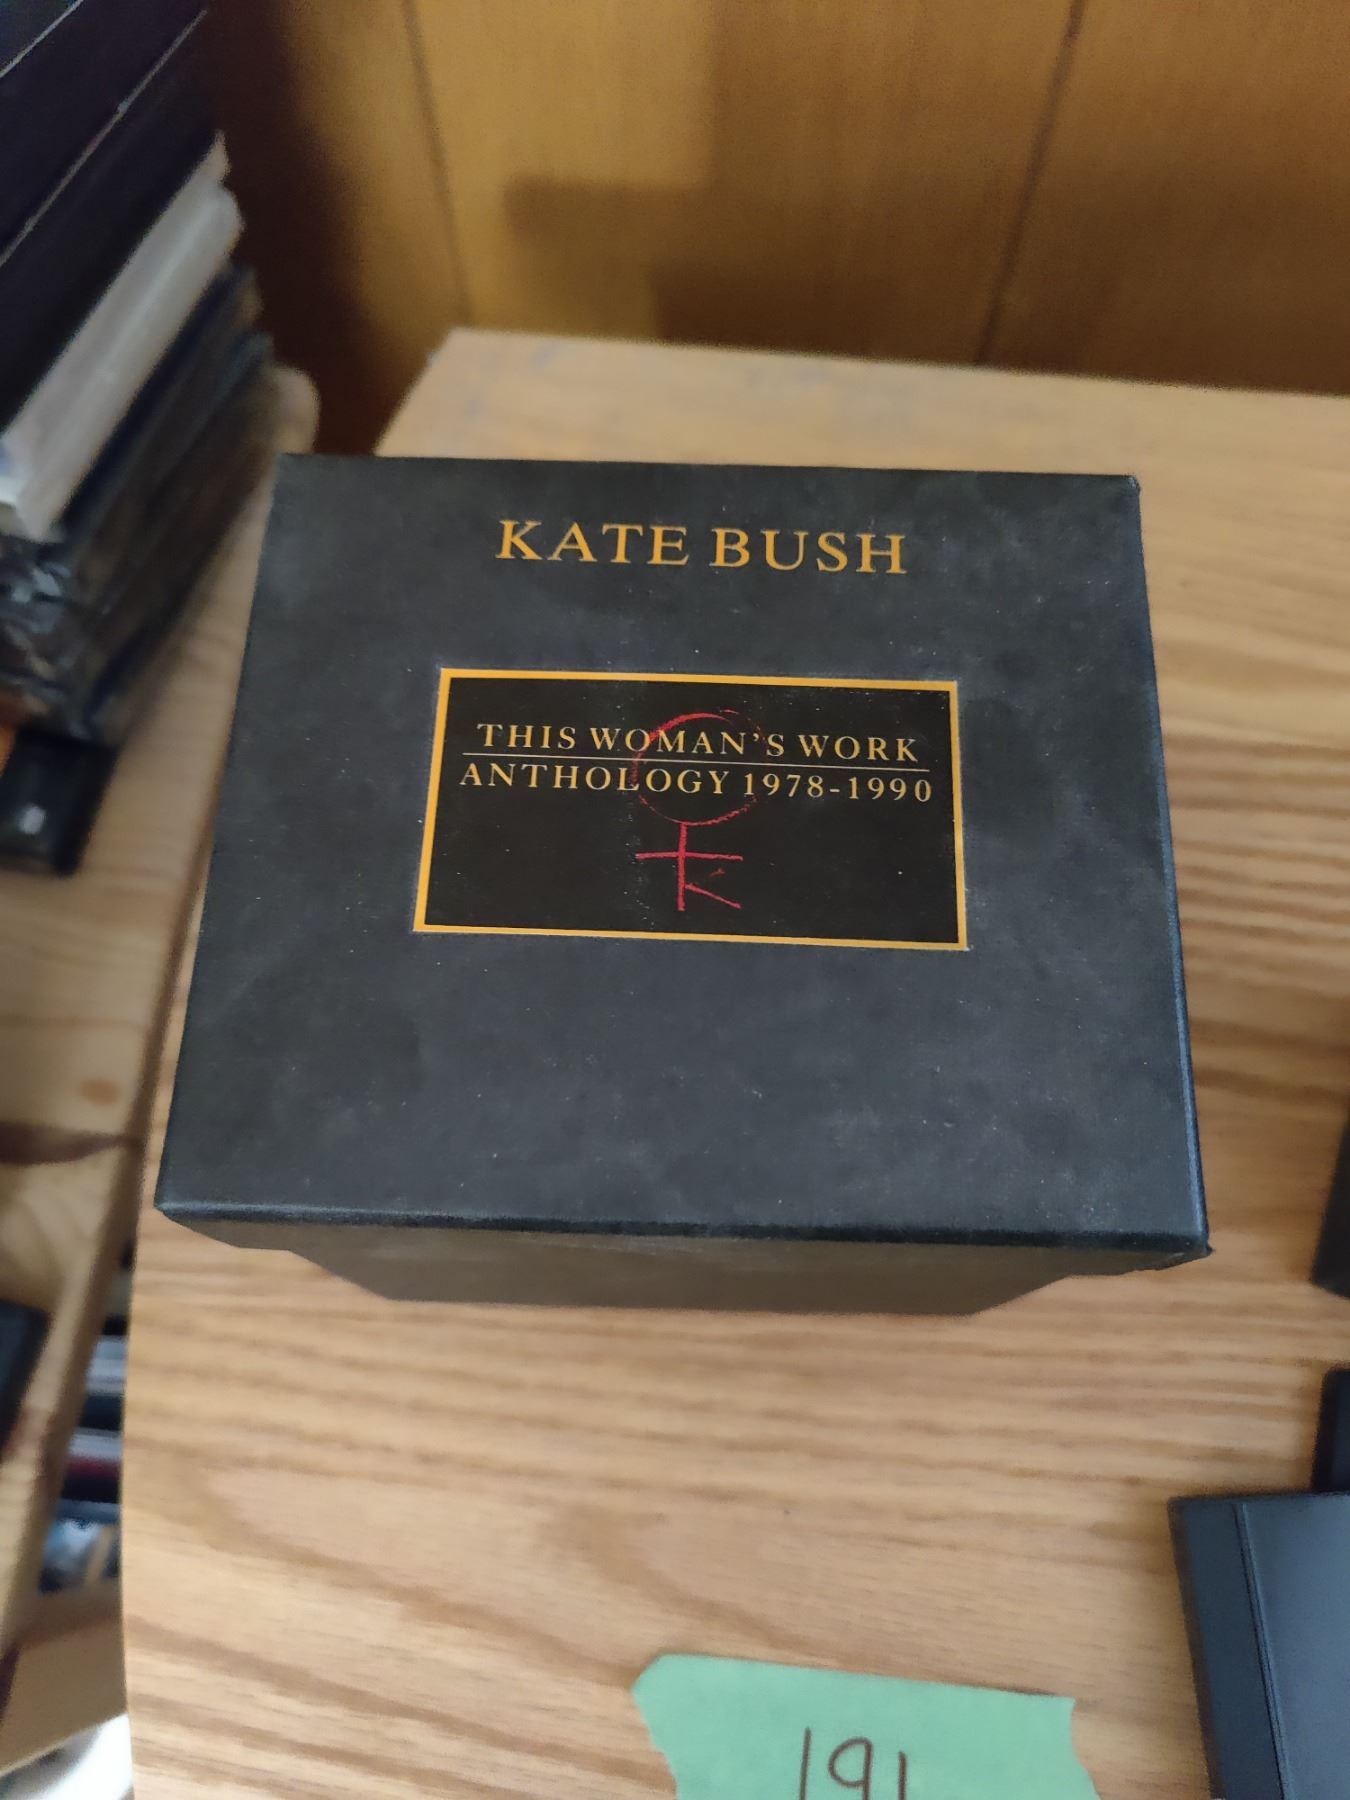 KATE BUSH
THIS WOMAN'S WORK
ANTHOLOGY 1978-1990
K
191